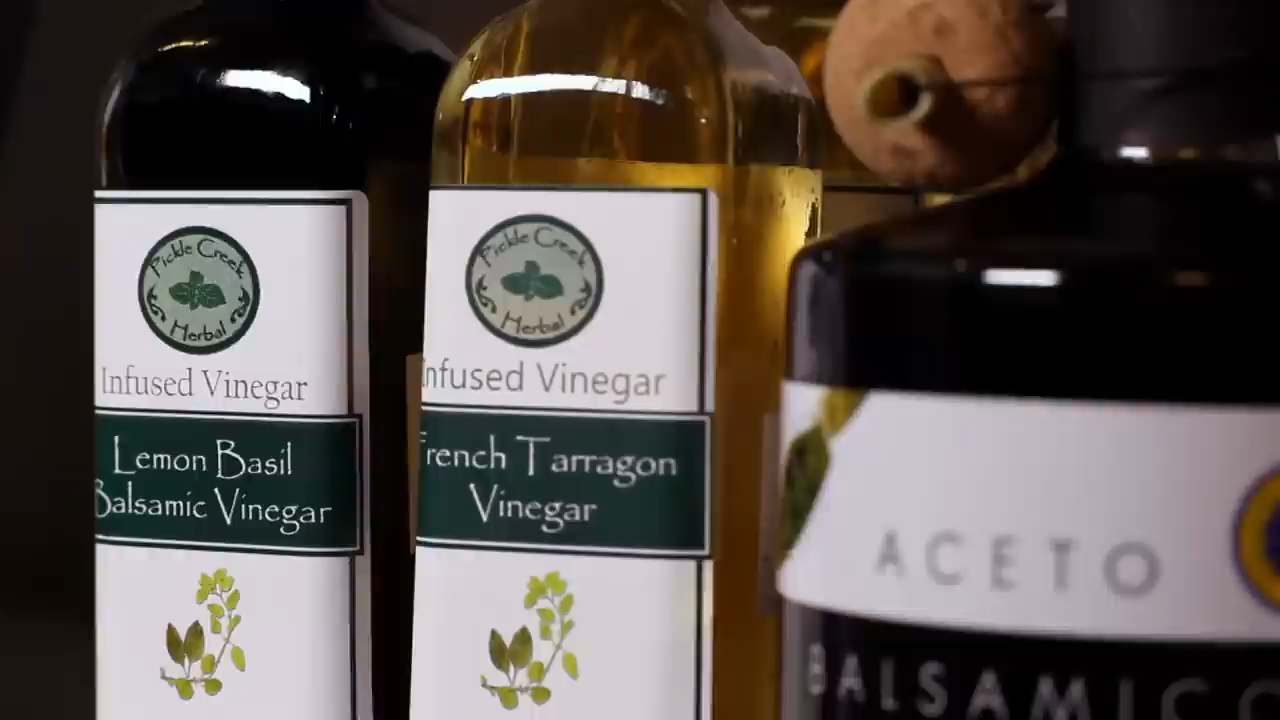 Pickle Creek
Herbal
Infused Vinegar
Lemon Basil
Balsamic Vinegar
Pickle Creek
Herbal
Infused Vinegar
French Tarragon
Vinegar
ACETO
BALSAMICO